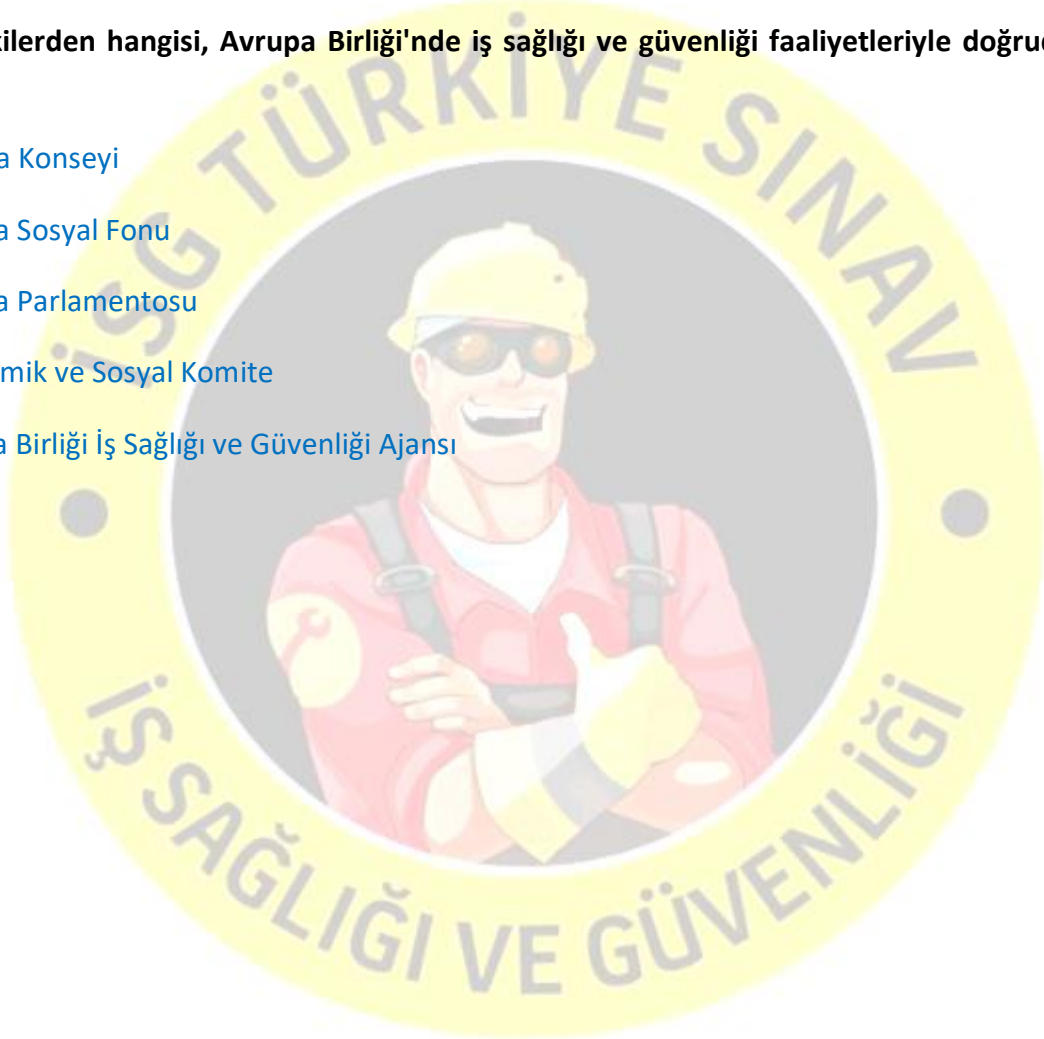 kilerden hangisi, Avrupa Birliği'nde iş sağlığı ve güvenliği faaliyetleriyle doğruc
a Konseyi
a Sosyal Fonu
a Parlamentosu
mik ve Sosyal Komite
a Birliği İş Sağlığı ve Güvenliği Ajansı
İSG TÜRKİYE SINAV
İŞ SAĞLIĞI VE GÜVENLİĞİ